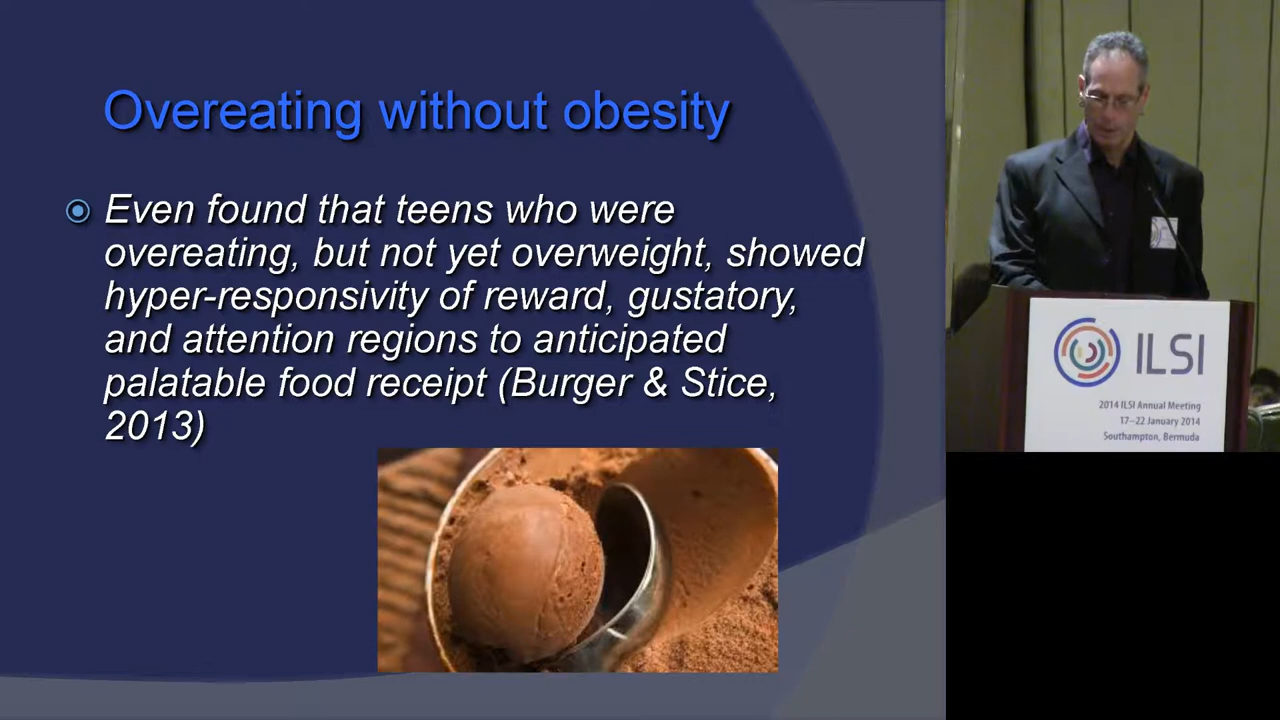 Overeating without obesity
Even found that teens who were
overeating, but not yet overweight, showed
hyper-responsivity of reward, gustatory,
and attention regions to anticipated
palatable food receipt (Burger & Stice,
2013)
ILSI
2014 ILSI Annual Meeting
17–22 January 2014
Southampton, Bermuda